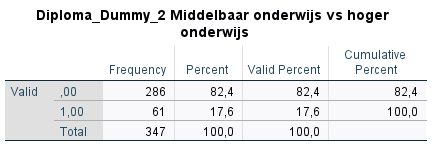 Diploma_Dummy_2 Middelbaar onderwijs vs hoger
onderwijs
Frequency Percent Valid Percent Cumulative Percent
Valid ,00 286 82,4 82,4 82,4
1,00 61 17,6 17,6 100,0
Total 347 100,0 100,0